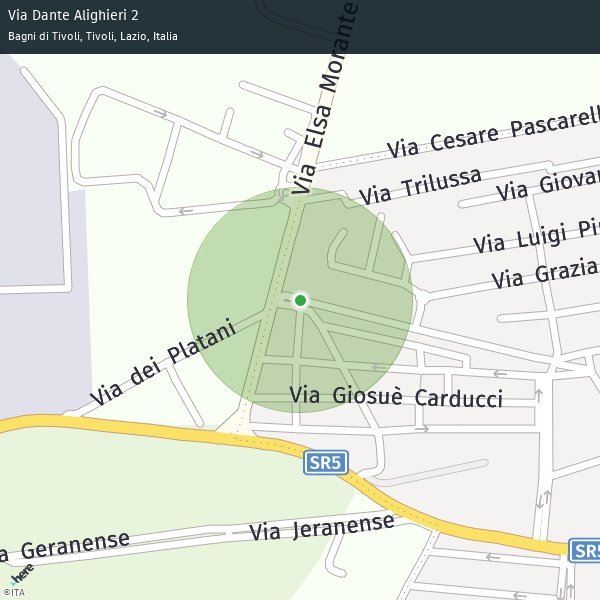 Via Dante Alighieri 2
Bagni di Tivoli, Tivoli, Lazio, Italia
Via Elsa Morante
Via Cesare Pascarell
Via Trilussa
Via Giovan
Via Luigi Pi
Via Grazia
Via dei Platani
Via Giosuè Carducci
SR5
Via Jeranense
a Geranense
SR5
here
©ITA